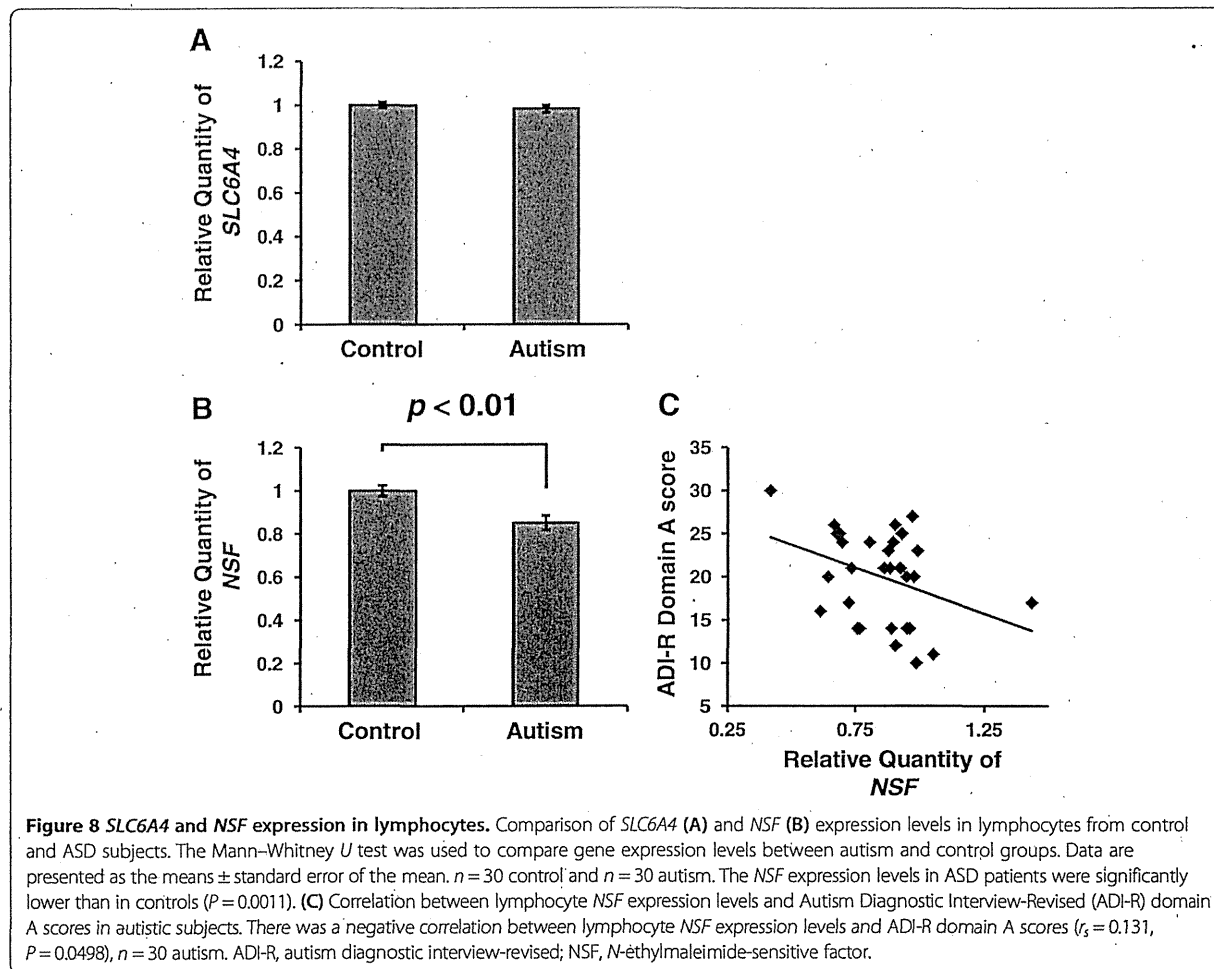 A
1.2
1
0.8
0.6
0.4
0.2
0
Relative Quantity of
SLC6A4
Control Autism
B
p < 0.01
1.2
1
0.8
0.6
0.4
0.2
0
Relative Quantity of
NSF
Control Autism
C
35
30
25
20
15
10
5
ADI-R Domain A score
0.25 0.75 1.25
Relative Quantity of
NSF
Figure 8 SLC6A4 and NSF expression in lymphocytes. Comparison of SLC6A4 (A) and NSF (B) expression levels in lymphocytes from control
and ASD subjects. The Mann–Whitney U test was used to compare gene expression levels between autism and control groups. Data are
presented as the means ± standard error of the mean. n = 30 control and n = 30 autism. The NSF expression levels in ASD patients were significantly
lower than in controls (P = 0.0011). (C) Correlation between lymphocyte NSF expression levels and Autism Diagnostic Interview-Revised (ADI-R) domain
A scores in autistic subjects. There was a negative correlation between lymphocyte NSF expression levels and ADI-R domain A scores (rs = 0.131,
P = 0.0498), n = 30 autism. ADI-R, autism diagnostic interview-revised; NSF, N-ethylmaleimide-sensitive factor.